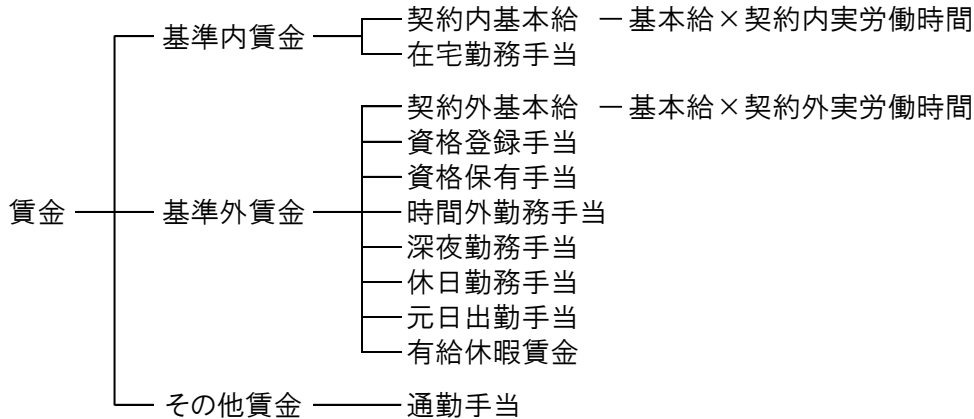 契約内基本給 －基本給×契約内実労働時間
基準内賃金
在宅勤務手当
契約外基本給 －基本給×契約外実労働時間
資格登録手当
資格保有手当
賃金 基準外賃金 時間外勤務手当
深夜勤務手当
休日勤務手当
元日出勤手当
有給休暇賃金
その他賃金 通勤手当